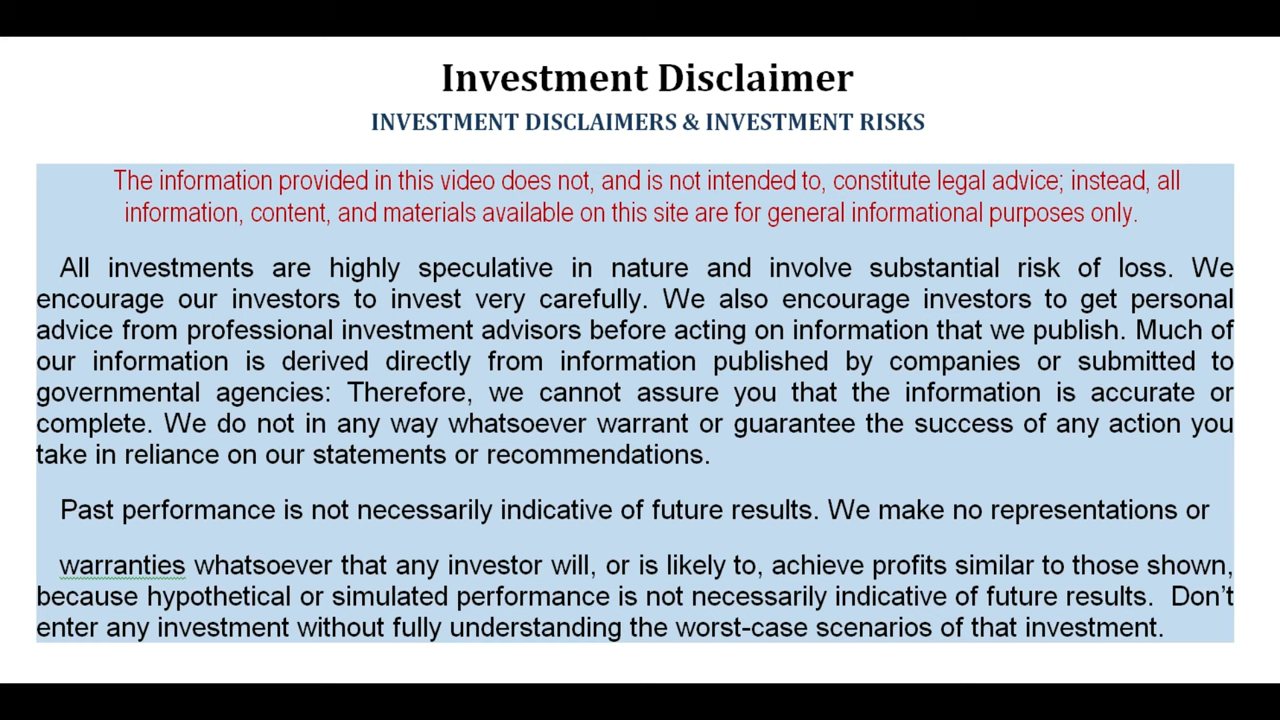 Investment Disclaimer
INVESTMENT DISCLAIMERS & INVESTMENT RISKS
The information provided in this video does not, and is not intended to, constitute legal advice; instead, all
information, content, and materials available on this site are for general informational purposes only.
All investments are highly speculative in nature and involve substantial risk of loss. We
encourage our investors to invest very carefully. We also encourage investors to get personal
advice from professional investment advisors before acting on information that we publish. Much of
our information is derived directly from information published by companies or submitted to
governmental agencies: Therefore, we cannot assure you that the information is accurate or
complete. We do not in any way whatsoever warrant or guarantee the success of any action you
take in reliance on our statements or recommendations.
Past performance is not necessarily indicative of future results. We make no representations or
warranties whatsoever that any investor will, or is likely to, achieve profits similar to those shown,
because hypothetical or simulated performance is not necessarily indicative of future results.  Don’t
enter any investment without fully understanding the worst-case scenarios of that investment.